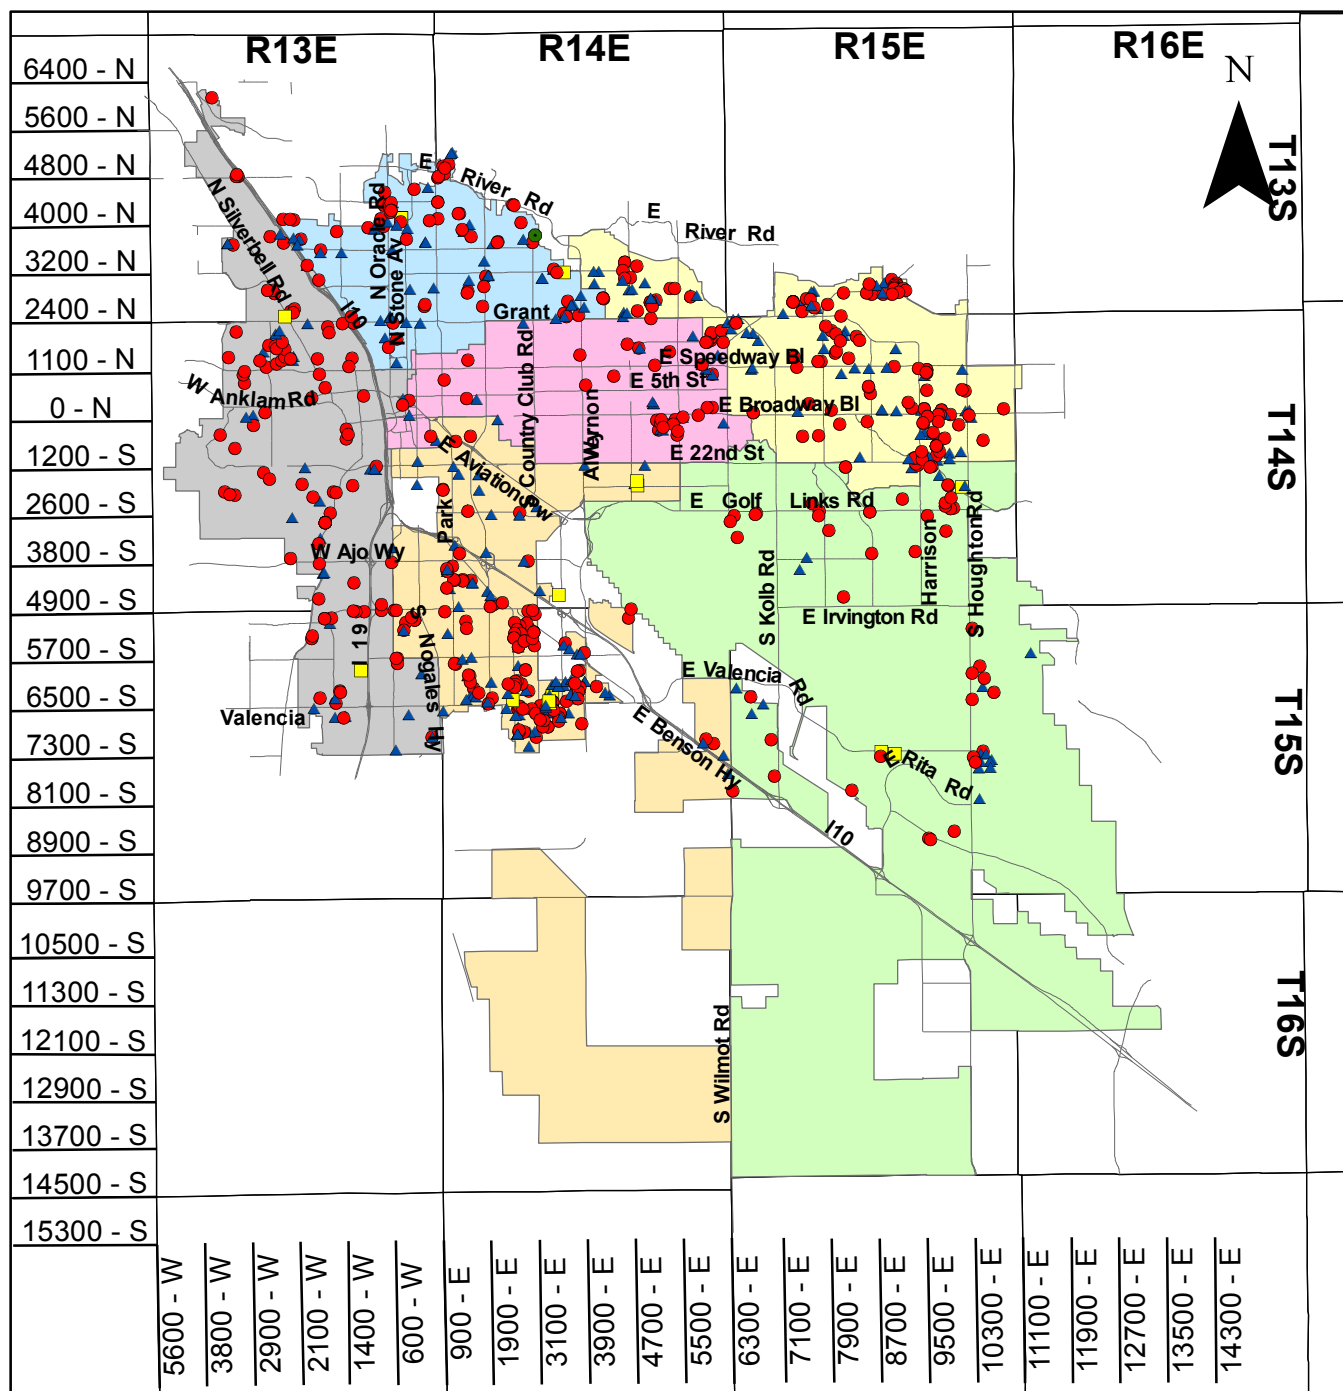 R13E
R14E
R15E
R16E
N
T13S
T14S
T15S
T16S
6400 - N
5600 - N
4800 - N
4000 - N
3200 - N
2400 - N
1100 - N
0 - N
1200 - S
2600 - S
3800 - S
4900 - S
5700 - S
6500 - S
7300 - S
8100 - S
8900 - S
9700 - S
10500 - S
11300 - S
12100 - S
12900 - S
13700 - S
14500 - S
15300 - S
E River Rd
E River Rd
N Silverbell Rd
N Oracle Rd
N Stone Av
I10
Grant
E Speedway Bl
E 5th St
W Anklam Rd
E Broadway Bl
Country Club Rd
Alvernon
E 22nd St
E Aviation Pw
E Golf Links Rd
Park
W Ajo Wy
Harrison
S Houghton Rd
S Kolb Rd
E Irvington Rd
I 19
S Nogales Hy
E Valencia Rd
Valencia
E Benson Hy
E Rita Rd
I10
S Wilmot Rd
5600 - W
3800 - W
2900 - W
2100 - W
1400 - W
600 - W
900 - E
1900 - E
3100 - E
3900 - E
4700 - E
5500 - E
6300 - E
7100 - E
7900 - E
8700 - E
9500 - E
10300 - E
11100 - E
11900 - E
12700 - E
13500 - E
14300 - E